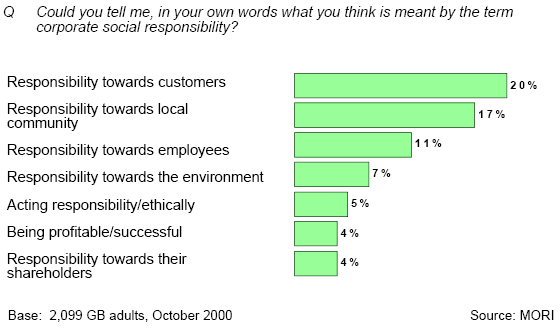 Q Could you tell me, in your own words what you think is meant by the term
corporate social responsibility?
Responsibility towards customers 20%
Responsibility towards local
community 17%
Responsibility towards employees 11%
Responsibility towards the environment 7%
Acting responsibility/ethically 5%
Being profitable/successful 4%
Responsibility towards their
shareholders 4%
Base: 2,099 GB adults, October 2000 Source: MORI